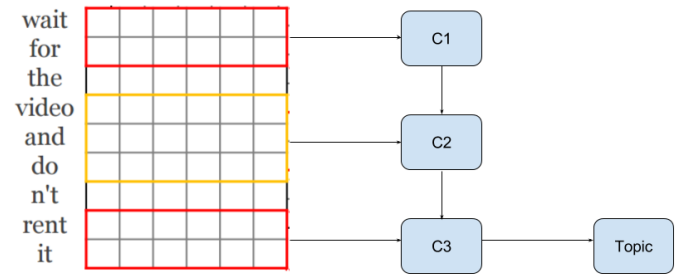 wait
for
the
video
and
do
n't
rent
it
C1
C2
C3
Topic